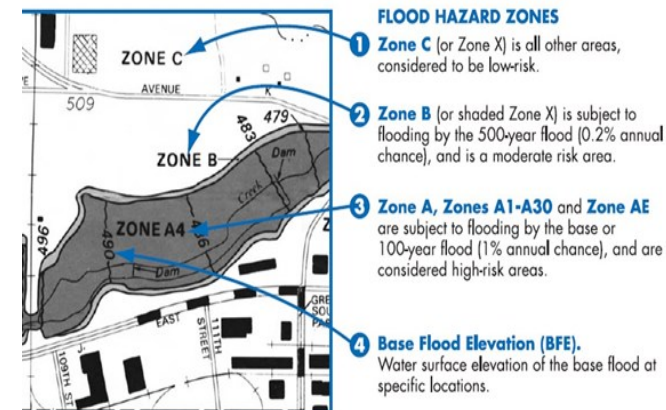 FLOOD HAZARD ZONES
1 Zone C (or Zone X) is all other areas,
considered to be low-risk.
2 Zone B (or shaded Zone X) is subject to
flooding by the 500-year flood (0.2% annual
chance), and is a moderate risk area.
3 Zone A, Zones A1-A30 and Zone AE
are subject to flooding by the base or
100-year flood (1% annual chance), and are
considered high-risk areas.
4 Base Flood Elevation (BFE).
Water surface elevation of the base flood at
specific locations.
ZONE C
AVENUE
K
509
483
479
Dam
ZONE B
Creek
ZONE A4
496
490
Dam
EAST
STREET
111TH
109TH ST